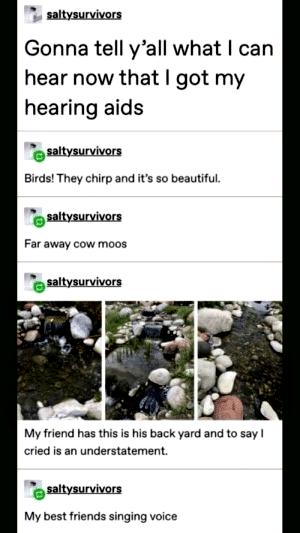 saltysurvivors
Gonna tell y'all what I can
hear now that I got my
hearing aids
saltysurvivors
Birds! They chirp and it's so beautiful.
saltysurvivors
Far away cow moos
saltysurvivors
My friend has this is his back yard and to say I
cried is an understatement.
saltysurvivors
My best friends singing voice